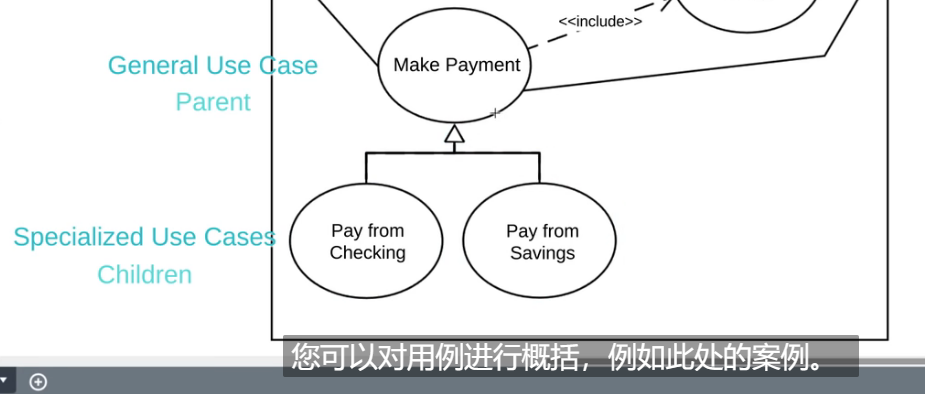 <<include>>
General Use Case
Make Payment
Parent
Specialized Use Cases
Pay from
Checking
Pay from
Savings
Children
您可以对用例进行概括，例如此处的案例。